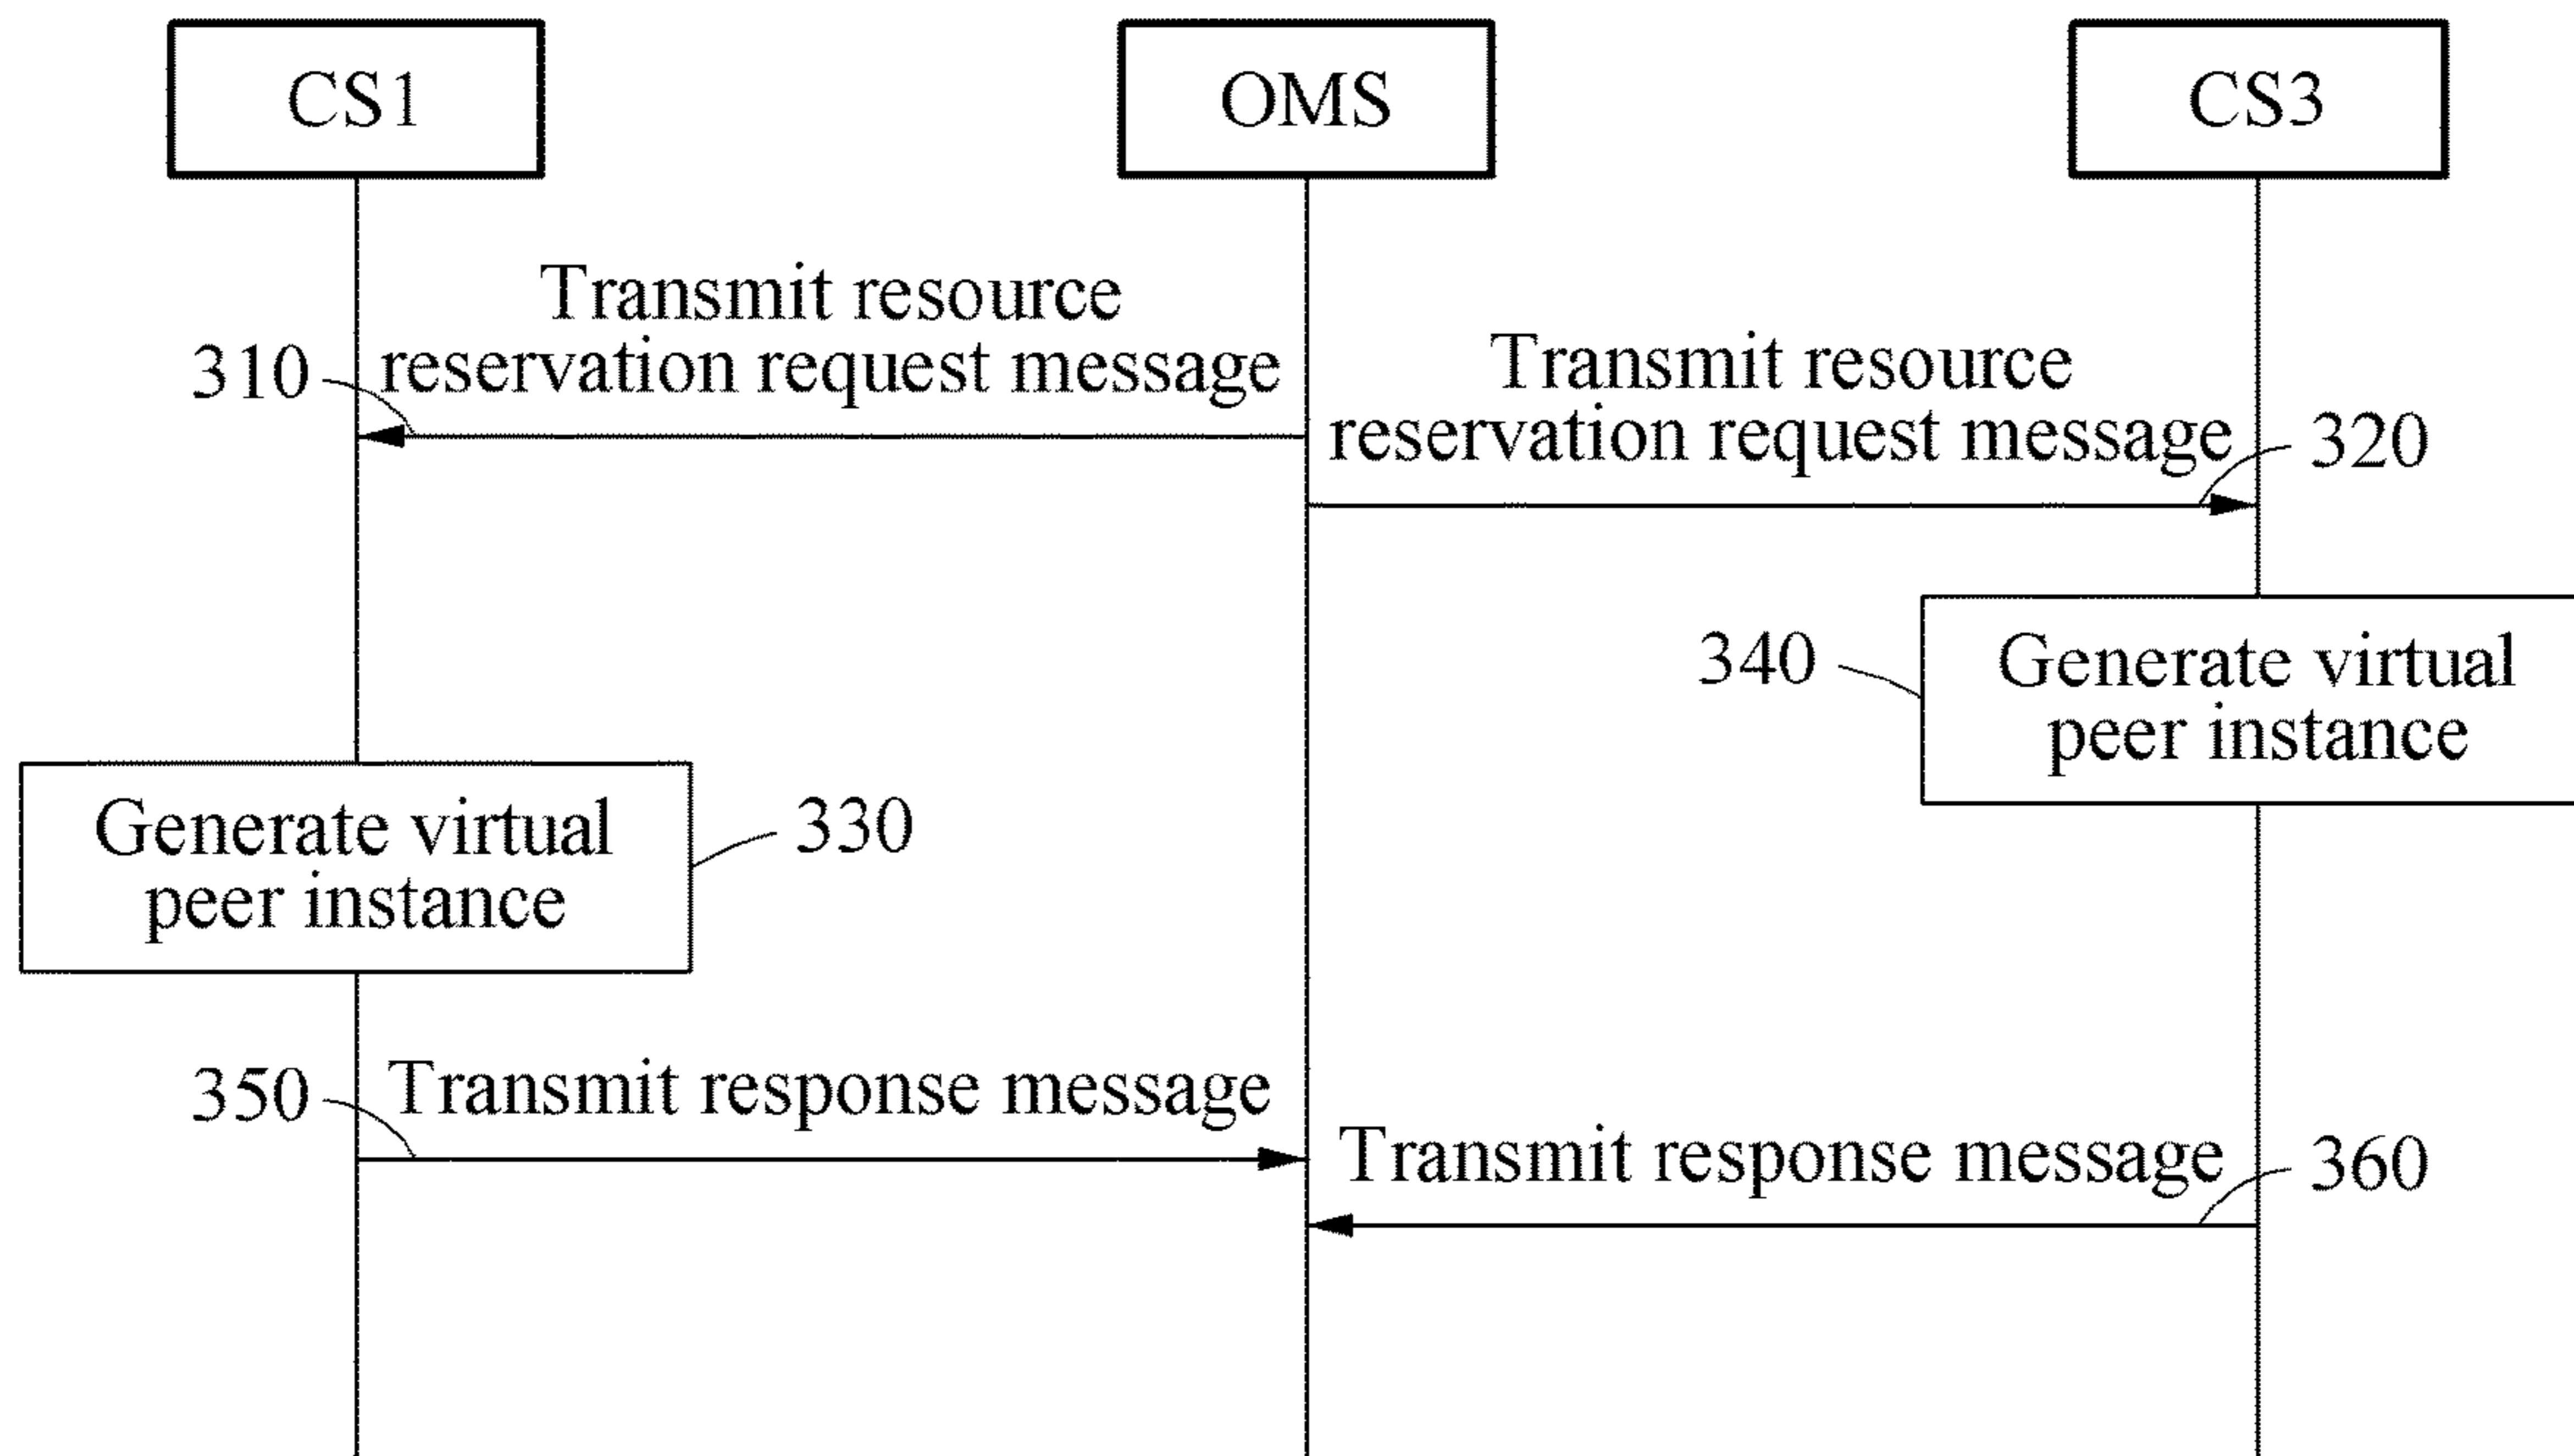 CS1
OMS
CS3
Transmit resource
reservation request message
310
Transmit resource
reservation request message
320
340
Generate virtual
peer instance
Generate virtual
peer instance
330
350
Transmit response message
Transmit response message
360